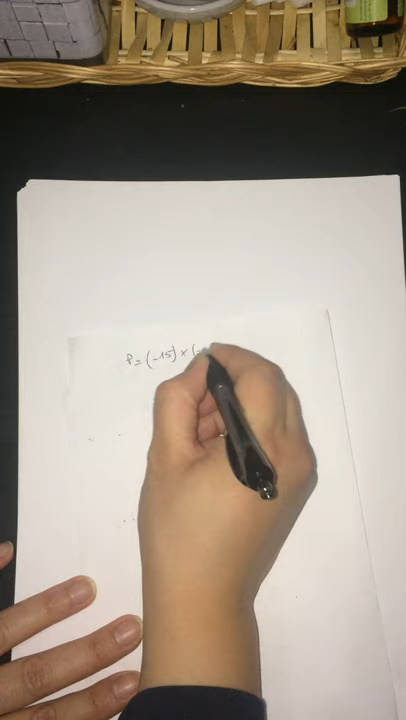 P = (-15) × (-